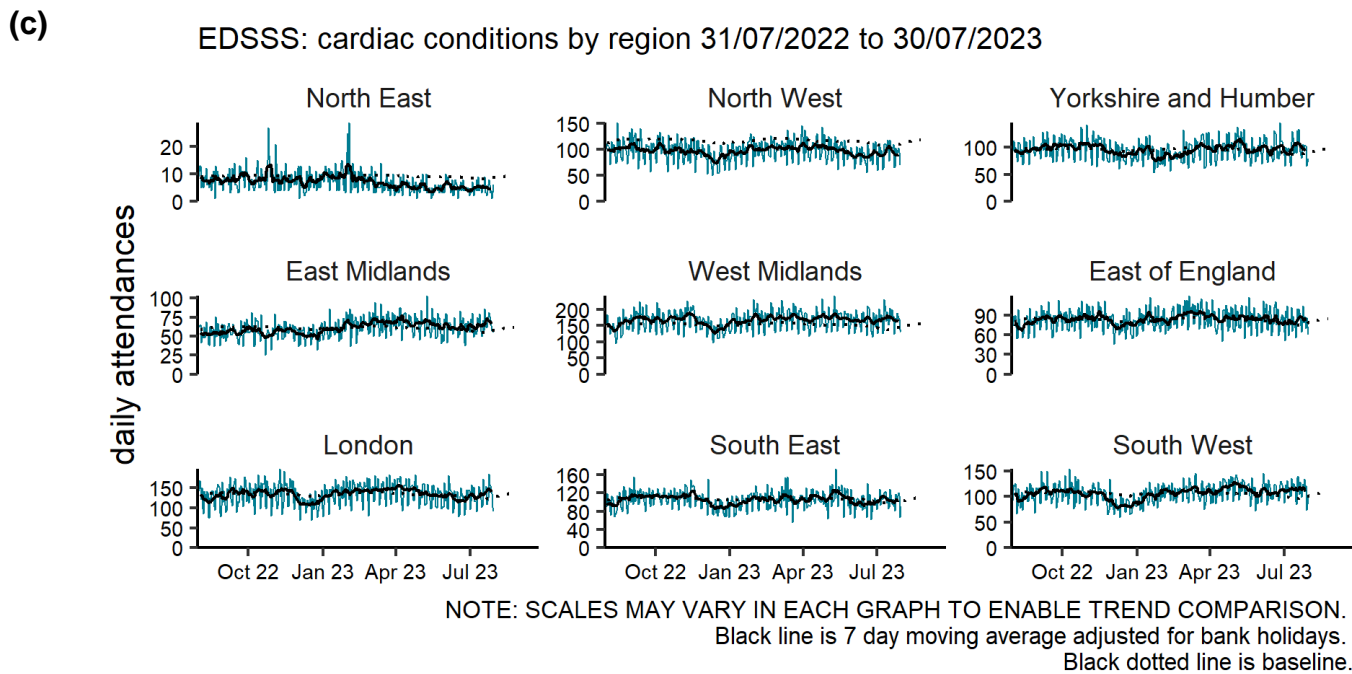 (c)
EDSSS: cardiac conditions by region 31/07/2022 to 30/07/2023
daily attendances
North East
20
10
0
North West
150
100
50
0
Yorkshire and Humber
100
50
0
East Midlands
100
75
50
25
0
West Midlands
200
150
100
50
0
East of England
90
60
30
0
London
150
100
50
0
Oct 22 Jan 23 Apr 23 Jul 23
South East
160
120
80
40
0
Oct 22 Jan 23 Apr 23 Jul 23
South West
150
100
50
0
Oct 22 Jan 23 Apr 23 Jul 23
NOTE: SCALES MAY VARY IN EACH GRAPH TO ENABLE TREND COMPARISON.
Black line is 7 day moving average adjusted for bank holidays.
Black dotted line is baseline.